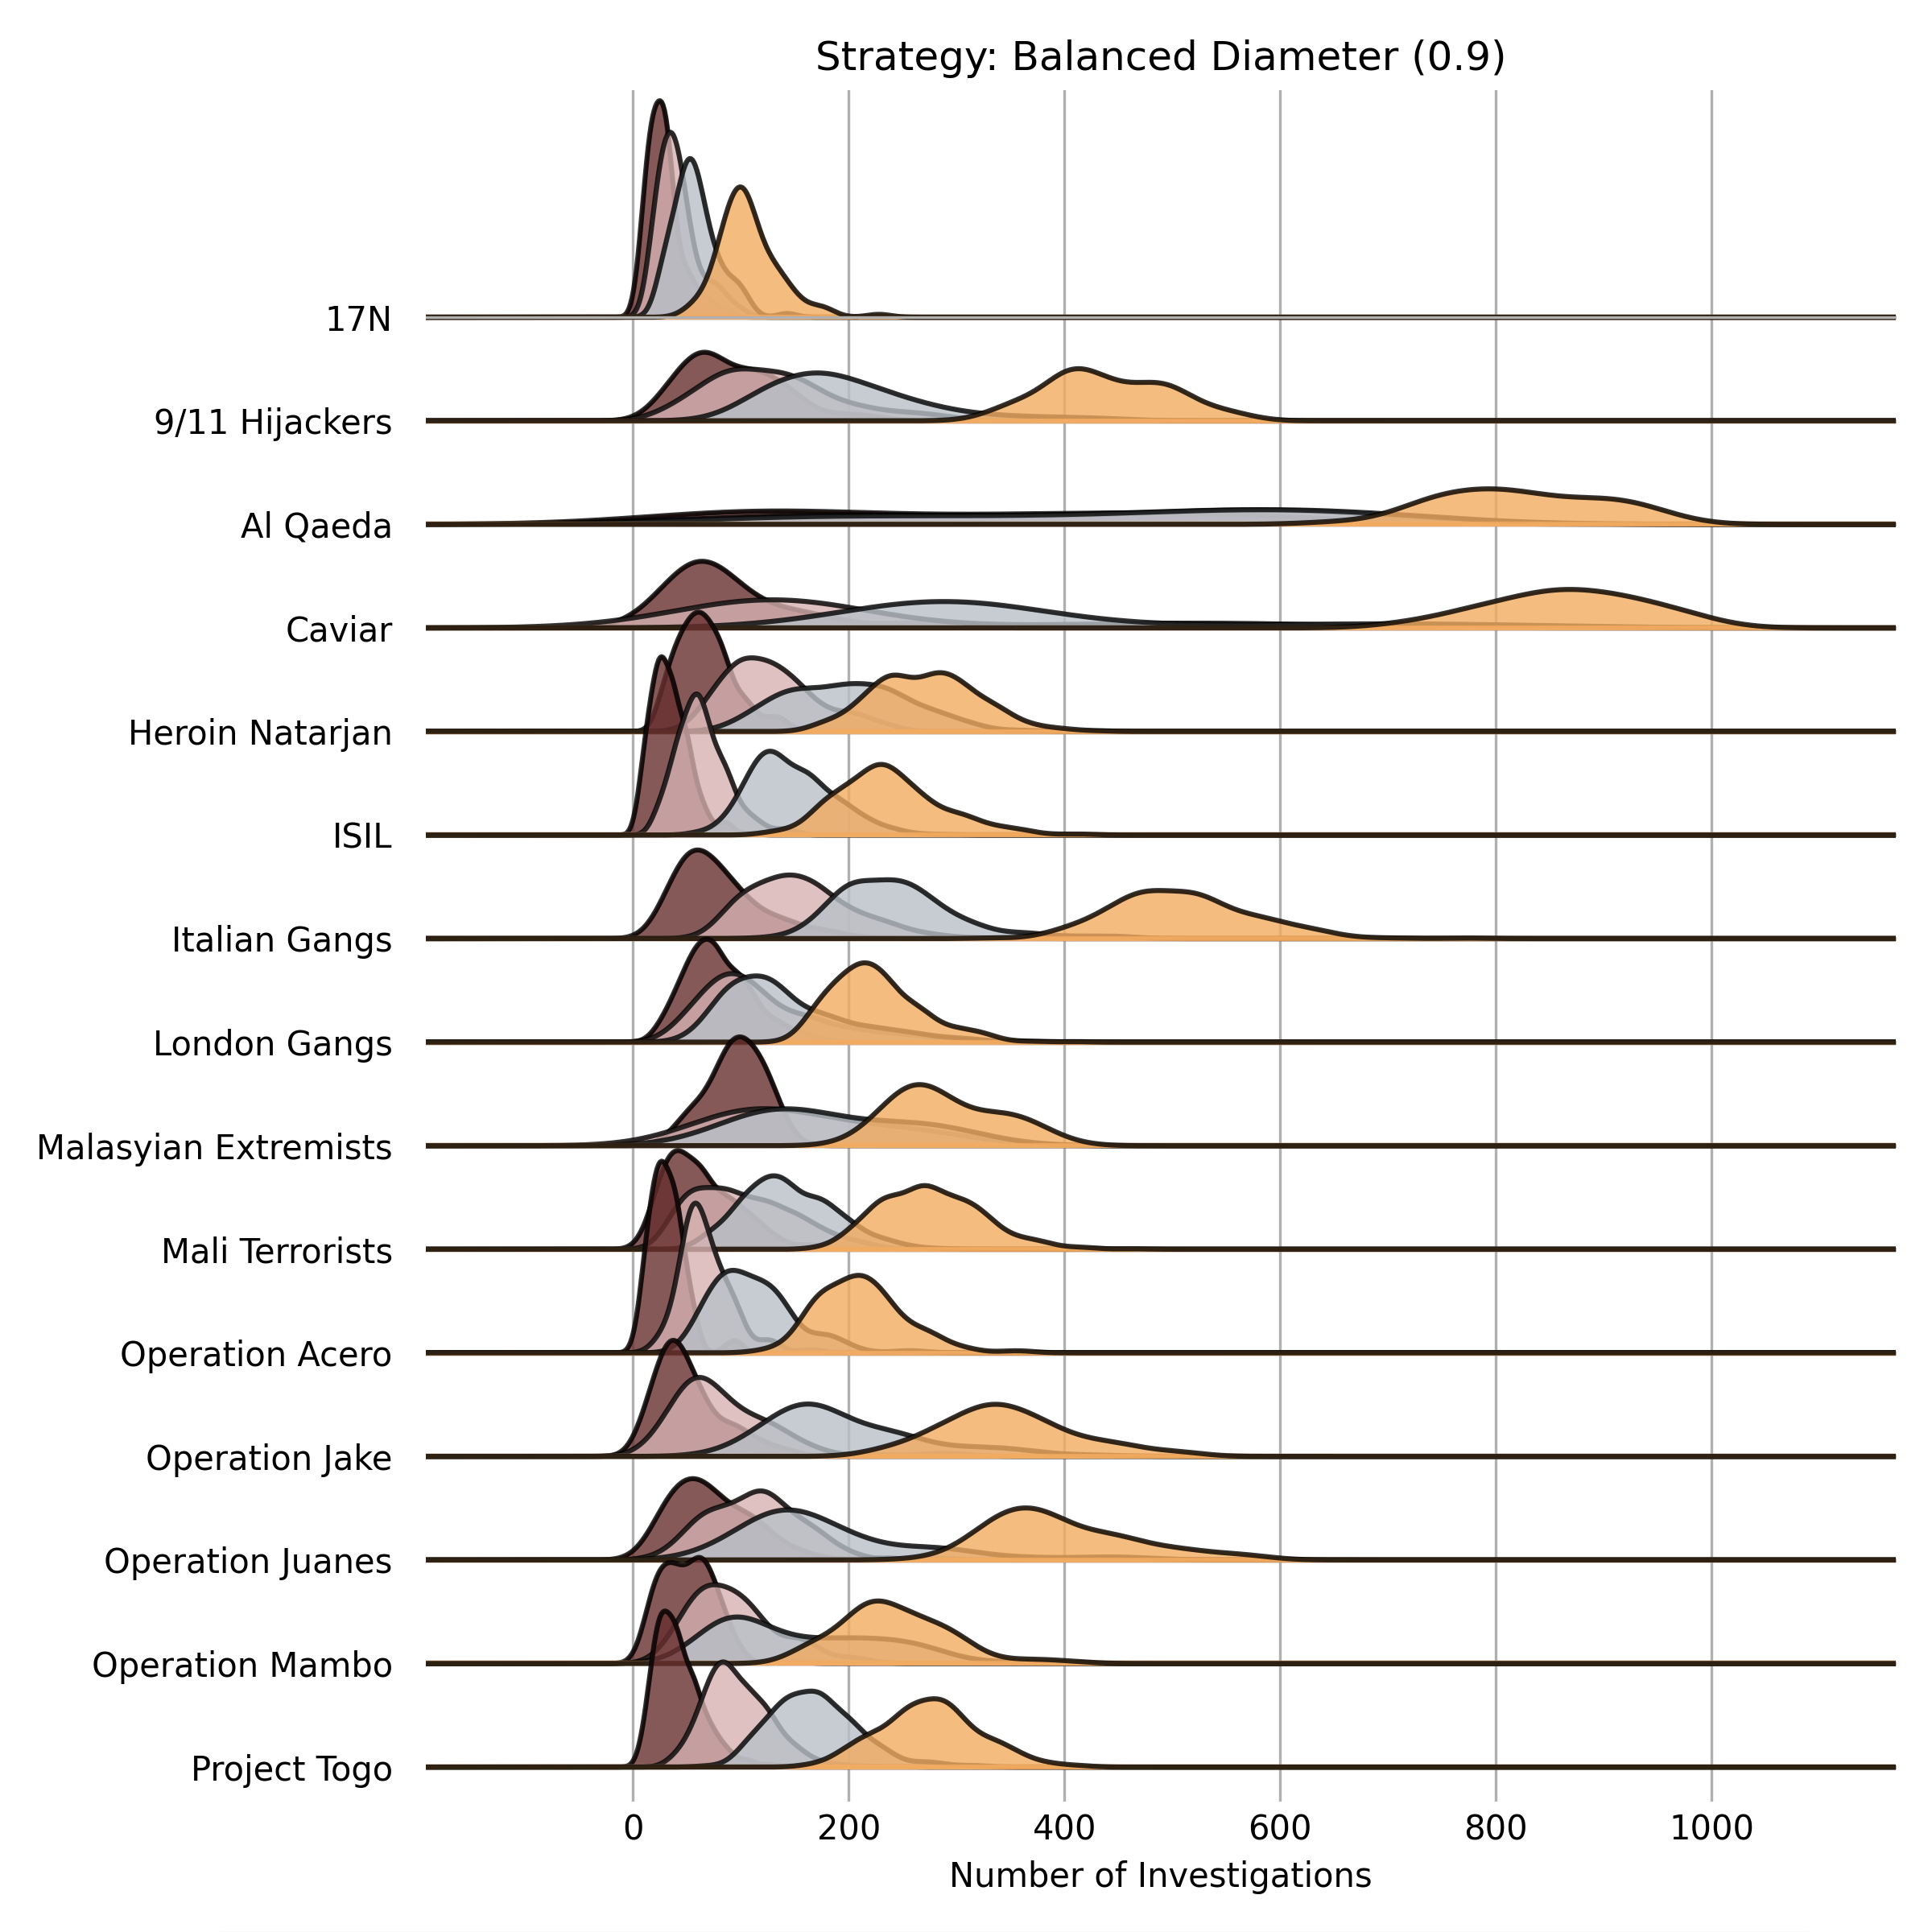 Strategy: Balanced Diameter (0.9)
17N
9/11 Hijackers
Al Qaeda
Caviar
Heroin Natarjan
ISIL
Italian Gangs
London Gangs
Malasyian Extremists
Mali Terrorists
Operation Acero
Operation Jake
Operation Juanes
Operation Mambo
Project Togo
0 200 400 600 800 1000
Number of Investigations